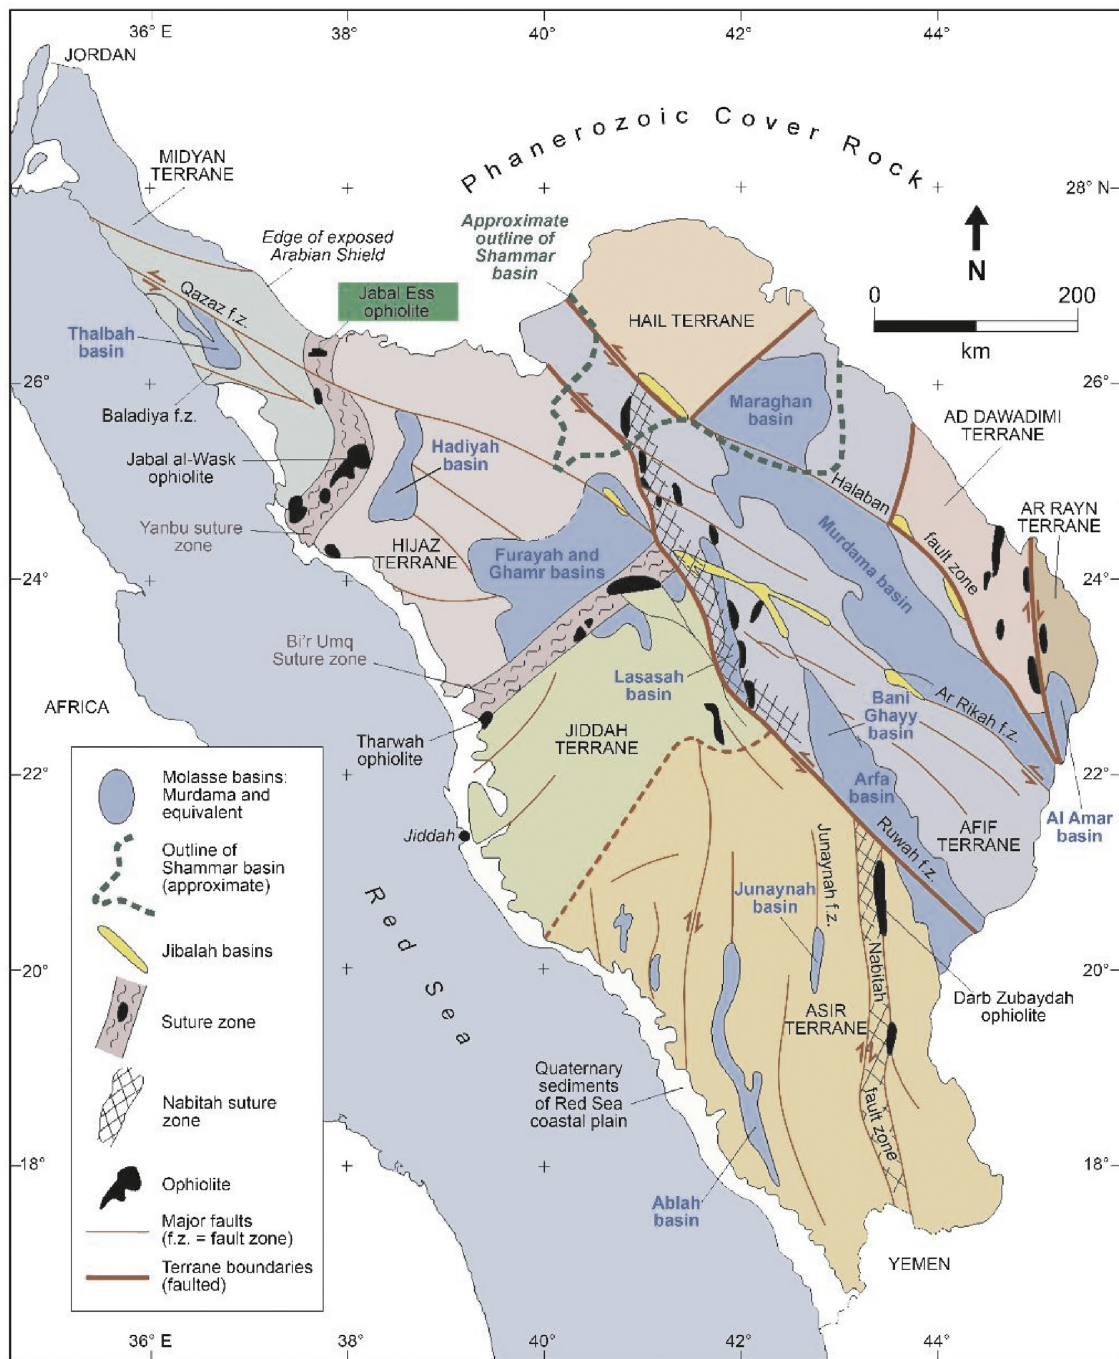 36° E
38°
40°
42°
44°
JORDAN
Phanerozoic Cover Rock
MIDYAN
TERRANE
28° N
Approximate
outline of
Shammar
basin
Edge of exposed
Arabian Shield
N
Jabal Ess
ophiolite
0
200
km
Qazaz f.z.
HAIL TERRANE
Thalbah
basin
26°
26°
Maraghan
basin
AD DAWADIMI
TERRANE
Baladiya f.z.
Hadiyah
basin
Jabal al-Wask
ophiolite
Halaban
fault zone
AR RAYN
TERRANE
Yanbu suture
zone
HIJAZ
TERRANE
Furayah and
Ghamr basins
Murdama basin
24°
24°
Bi'r Umq
Suture zone
Lasasah
basin
Bani
Ghayy
basin
Ar Rikah f.z.
AFRICA
JIDDAH
TERRANE
Tharwah
ophiolite
22°
22°
Arfa
basin
Al Amar
basin
AFIF
TERRANE
Jiddah
Ruwah f.z.
Junaynah f.z.
Red Sea
Junaynah
basin
20°
20°
Nabitah
fault zone
Darb Zubaydah
ophiolite
ASIR
TERRANE
Quaternary
sediments
of Red Sea
coastal plain
18°
18°
Ablah
basin
YEMEN
Molasse basins:
Murdama and
equivalent
Outline of
Shammar basin
(approximate)
Jibalah basins
Suture zone
Nabitah suture
zone
Ophiolite
Major faults
(f.z. = fault zone)
Terrane boundaries
(faulted)
36° E
38°
40°
42°
44°